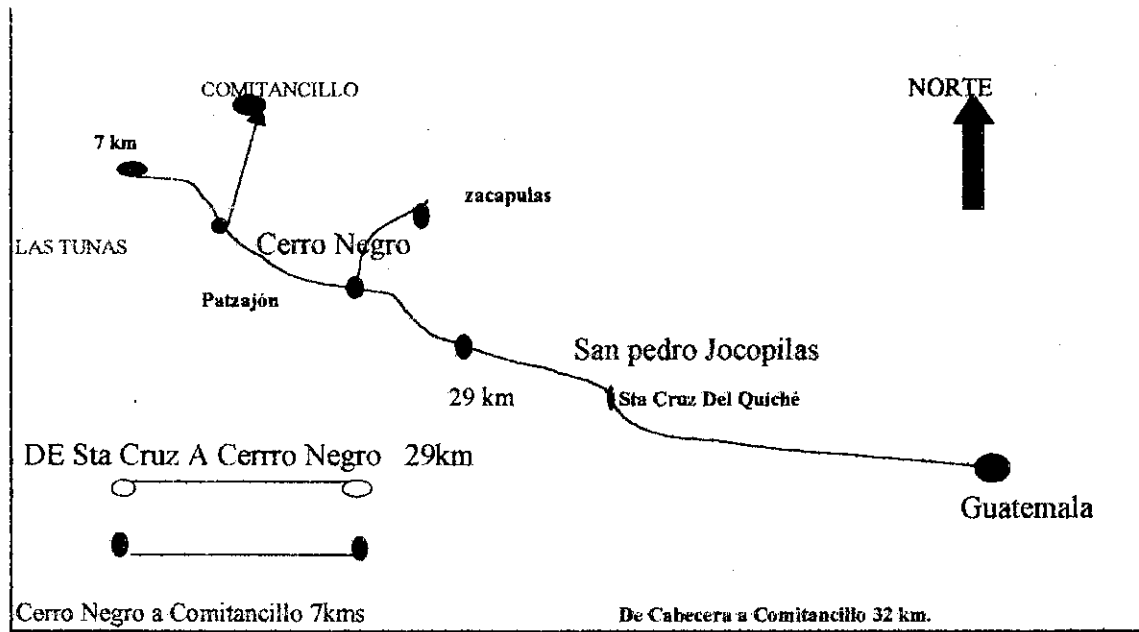 COMITANCILLO
NORTE
7 km
zacapulas
LAS TUNAS
Cerro Negro
Patzajón
San pedro Jocopilas
29 km
Sta Cruz Del Quiché
DE Sta Cruz A Cerrro Negro 29km
Guatemala
Cerro Negro a Comitancillo 7kms
De Cabecera a Comitancillo 32 km.